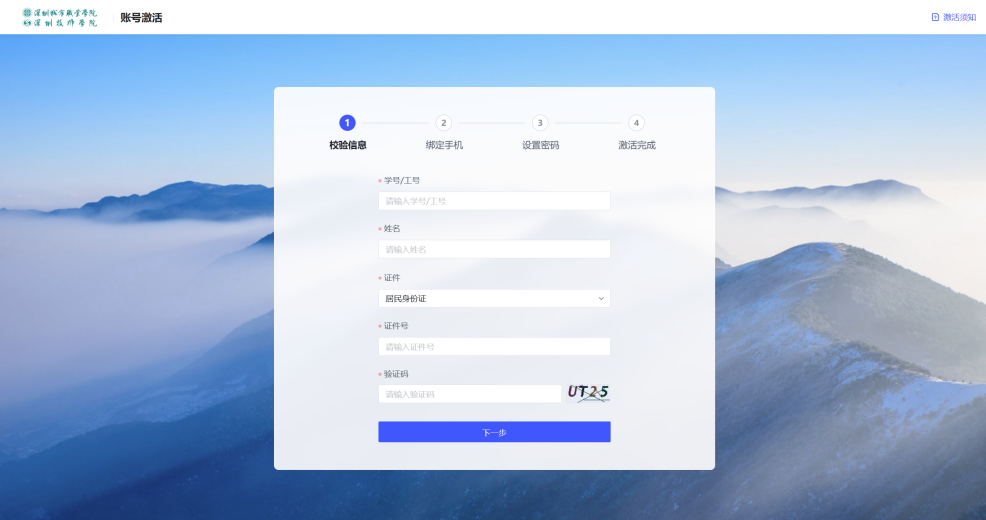 深圳城市职业学院
深圳技师学院
账号激活
激活须知
1
2
3
4
校验信息
绑定手机
设置密码
激活完成
* 学号/工号
请输入学号/工号
* 姓名
请输入姓名
* 证件
居民身份证
* 证件号
请输入证件号
* 验证码
请输入验证码
UT25
下一步